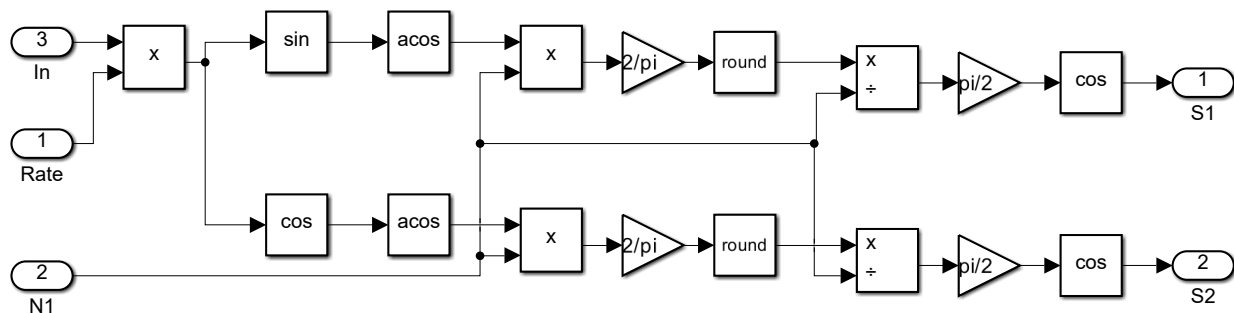 3
In
1
Rate
x
sin
acos
x
2/pi
round
x
÷
pi/2
cos
1
S1
cos
acos
x
2/pi
round
x
÷
pi/2
cos
2
S2
2
N1